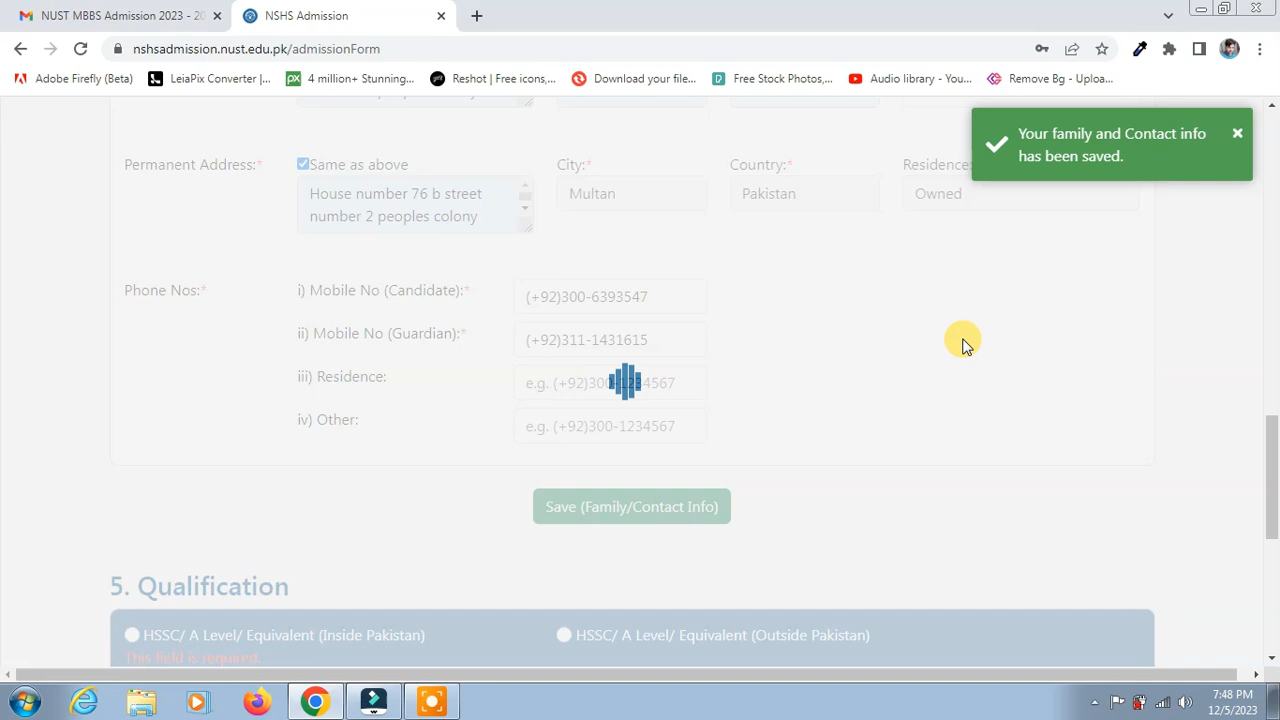 NUST MBBS Admission 2023 - 20
NSHS Admission
nshsadmission.nust.edu.pk/admissionForm
Adobe Firefly (Beta)
LeiaPix Converter |...
4 million+ Stunning...
Reshot | Free icons,...
Download your file...
Free Stock Photos,...
Audio library - You...
Remove Bg - Uploa...
Your family and Contact info
has been saved.
Permanent Address:*
Same as above
City:*
Country:*
Residence:
House number 76 b street
number 2 peoples colony
Multan
Pakistan
Owned
Phone Nos:*
i) Mobile No (Candidate):*
(+92)300-6393547
ii) Mobile No (Guardian):*
(+92)311-1431615
iii) Residence:
e.g. (+92)300-1234567
iv) Other:
e.g. (+92)300-1234567
Save (Family/Contact Info)
5. Qualification
HSSC/ A Level/ Equivalent (Inside Pakistan)
HSSC/ A Level/ Equivalent (Outside Pakistan)
This field is required.
7:48 PM
12/5/2023